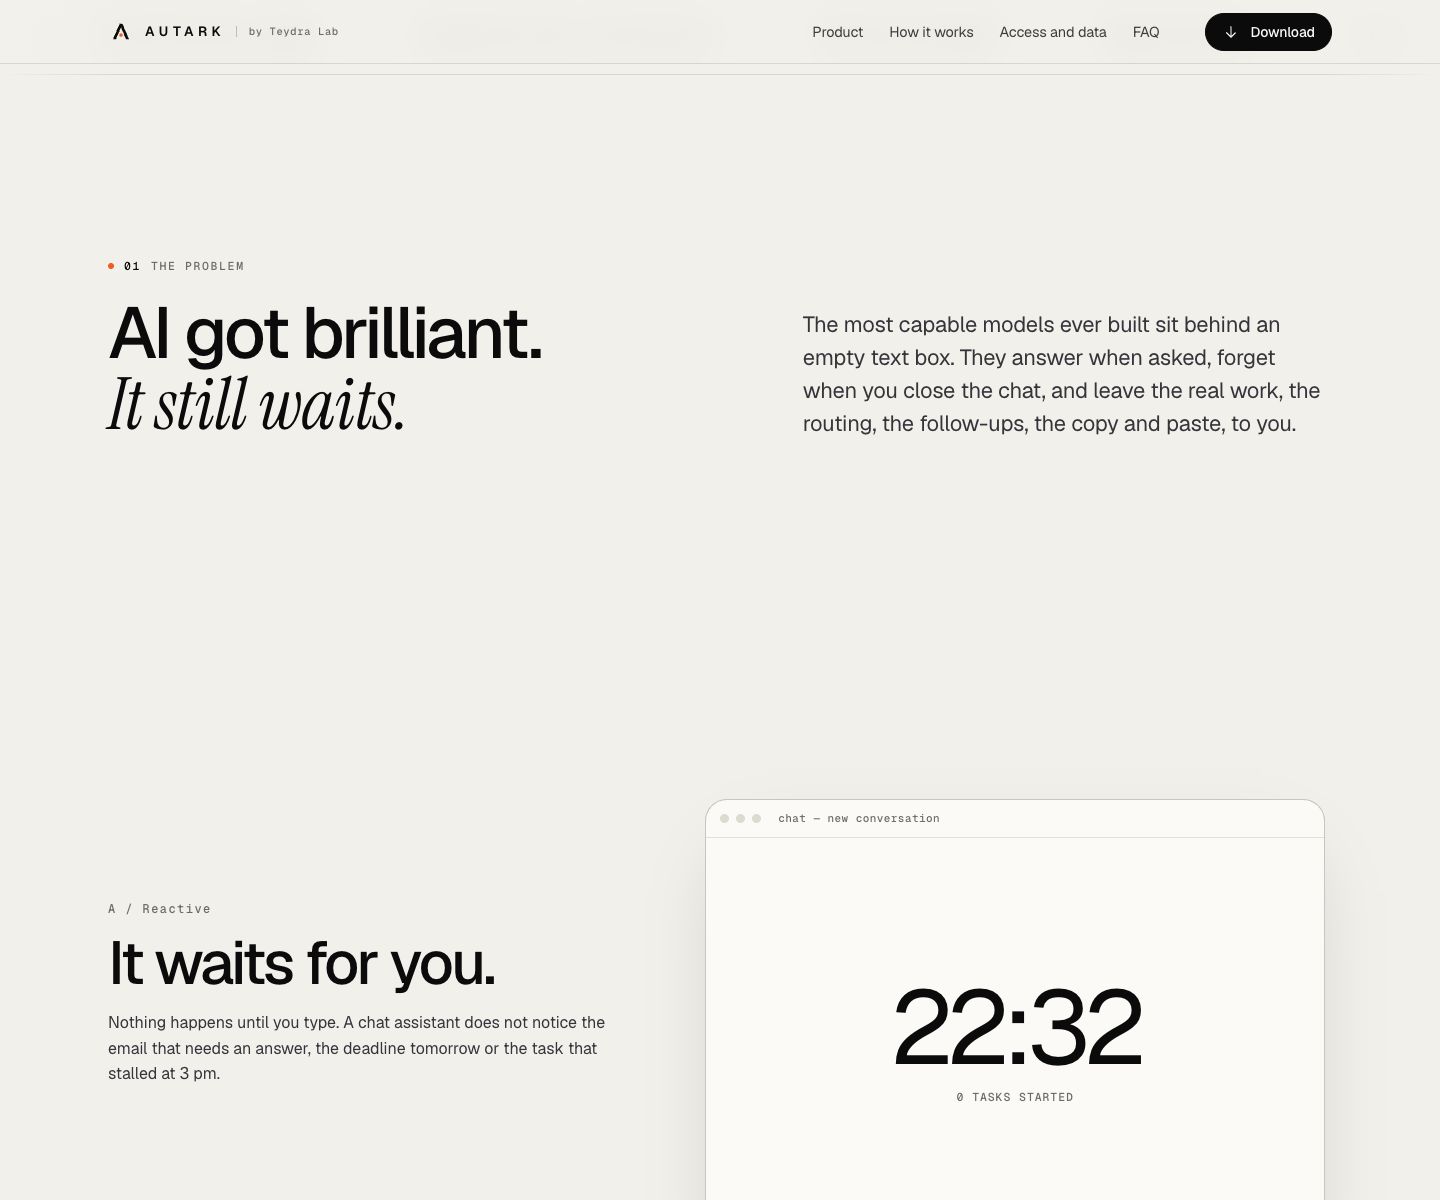 AUTARK
by Teydra Lab
Product
How it works
Access and data
FAQ
Download
01 THE PROBLEM
AI got brilliant.
It still waits.
The most capable models ever built sit behind an
empty text box. They answer when asked, forget
when you close the chat, and leave the real work, the
routing, the follow-ups, the copy and paste, to you.
A / Reactive
It waits for you.
Nothing happens until you type. A chat assistant does not notice the
email that needs an answer, the deadline tomorrow or the task that
stalled at 3 pm.
chat — new conversation
22:32
0 TASKS STARTED